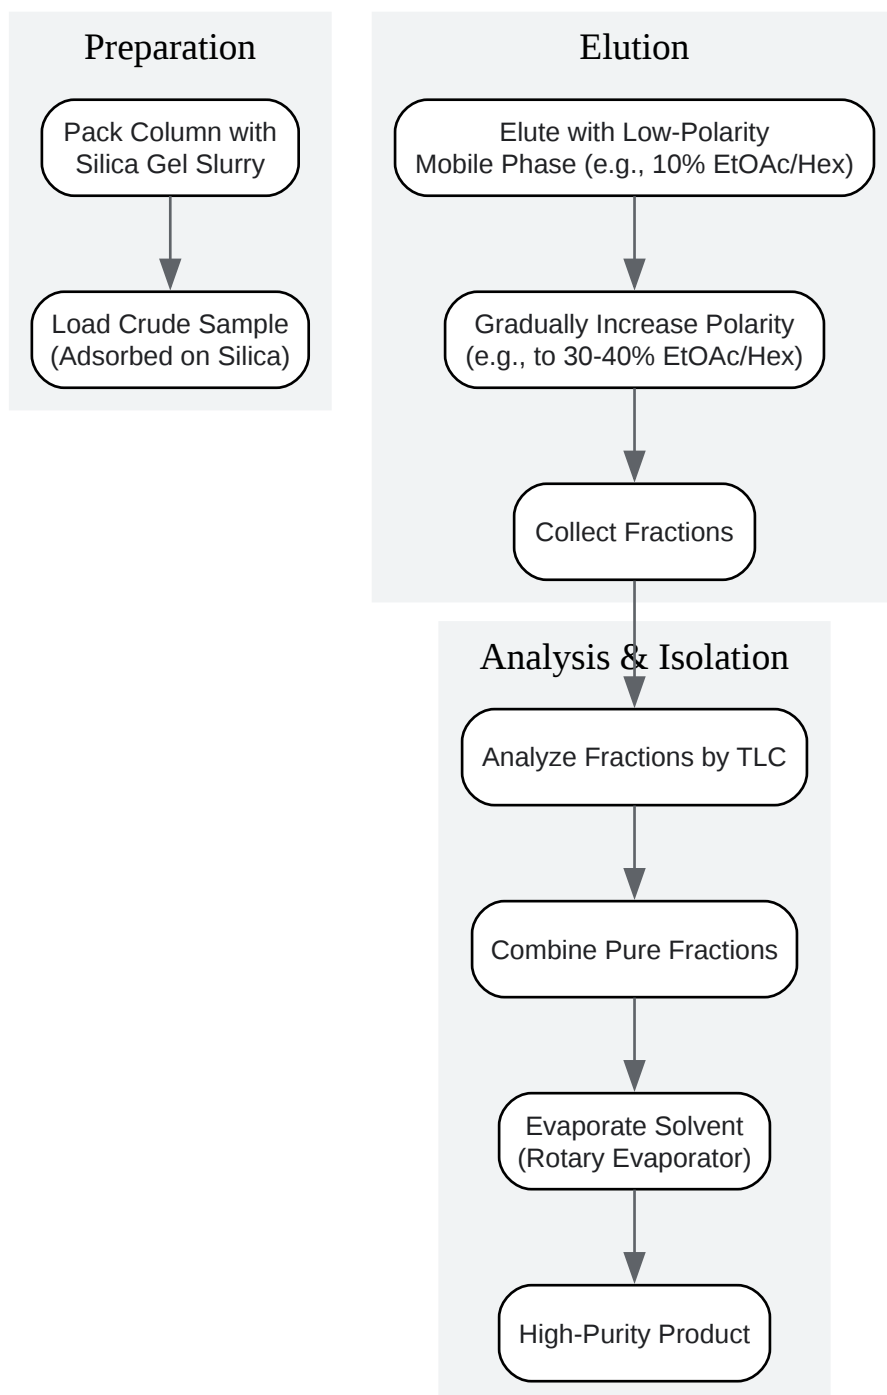 Preparation
Pack Column with
Silica Gel Slurry
Load Crude Sample
(Adsorbed on Silica)
Elution
Elute with Low-Polarity
Mobile Phase (e.g., 10% EtOAc/Hex)
Gradually Increase Polarity
(e.g., to 30-40% EtOAc/Hex)
Collect Fractions
Analysis & Isolation
Analyze Fractions by TLC
Combine Pure Fractions
Evaporate Solvent
(Rotary Evaporator)
High-Purity Product